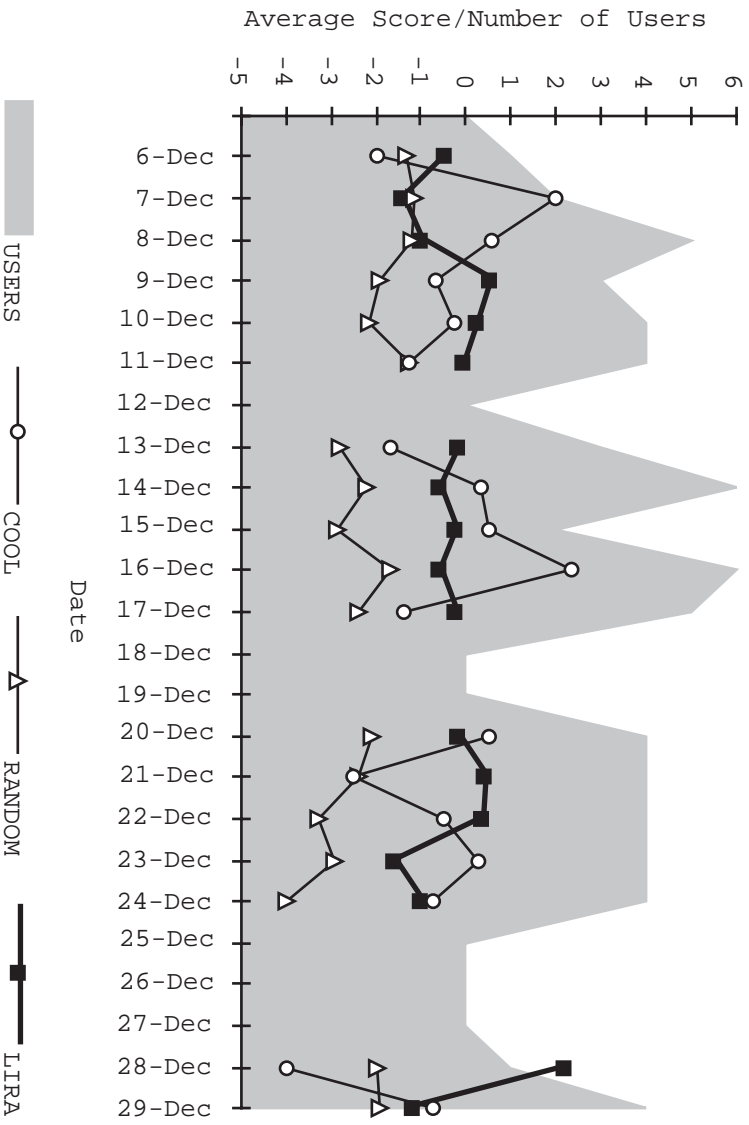 Average Score/Number of Users
-5
-4
-3
-2
-1
0
1
2
3
4
5
6
6-Dec
7-Dec
8-Dec
9-Dec
10-Dec
11-Dec
12-Dec
13-Dec
14-Dec
15-Dec
16-Dec
17-Dec
18-Dec
19-Dec
20-Dec
21-Dec
22-Dec
23-Dec
24-Dec
25-Dec
26-Dec
27-Dec
28-Dec
29-Dec
Date
USERS
COOL
RANDOM
LIRA